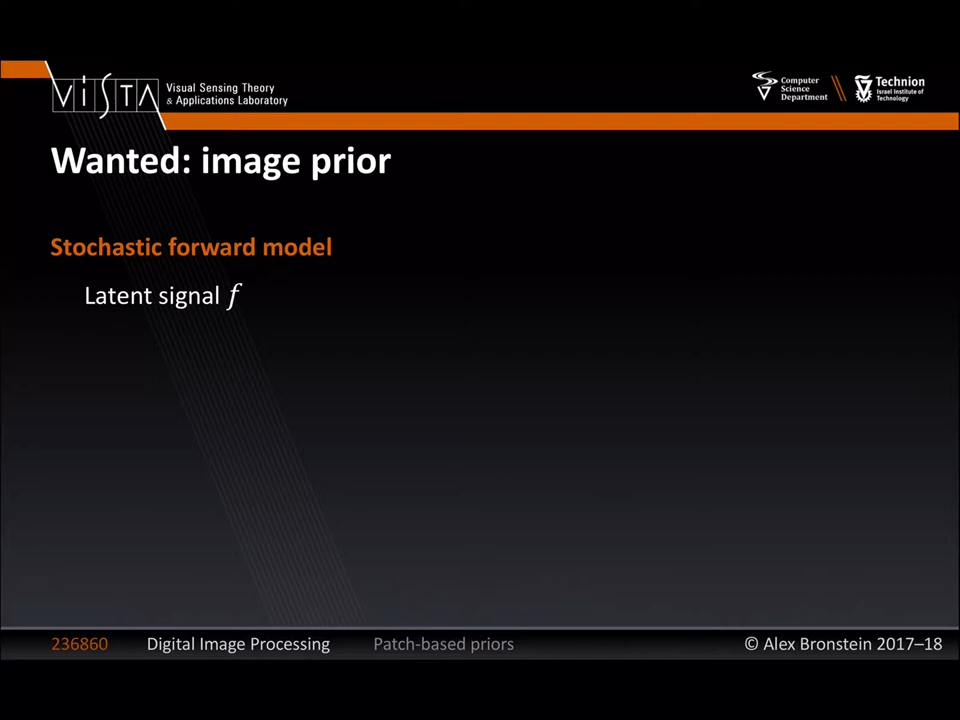 VISTA
Visual Sensing Theory
& Applications Laboratory
Computer
Science
Department
Technion
Israel Institute of
Technology
Wanted: image prior
Stochastic forward model
Latent signal f
236860 Digital Image Processing Patch-based priors © Alex Bronstein 2017–18